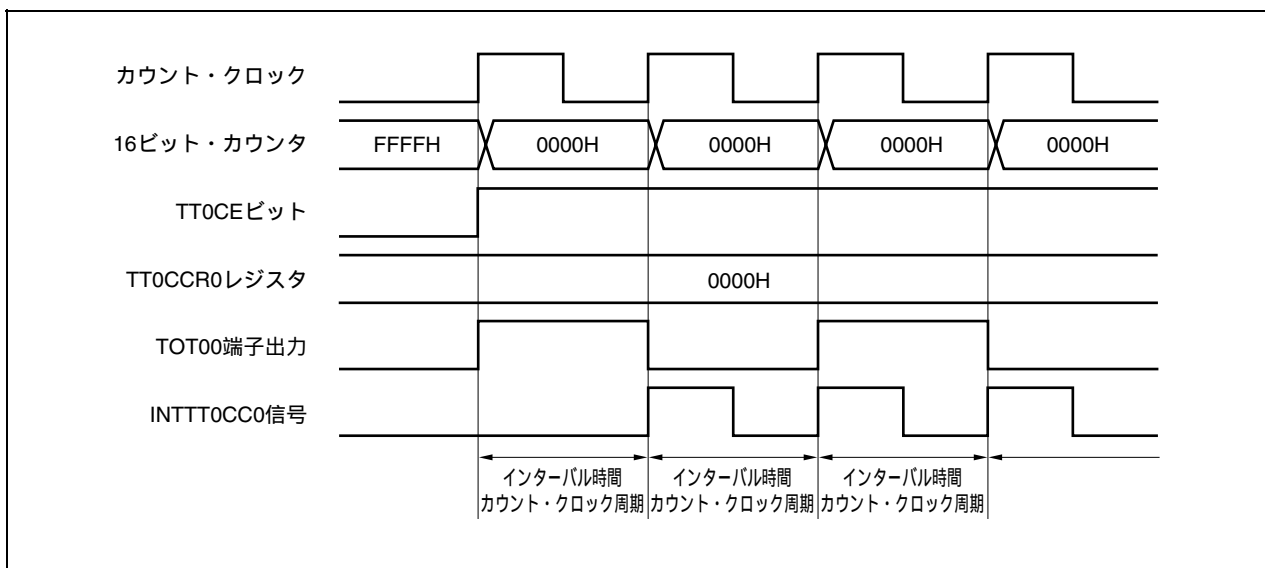 カウント・クロック
16ビット・カウンタ
FFFFH
0000H
0000H
0000H
0000H
TT0CEビット
TT0CCR0レジスタ
0000H
TOT00端子出力
INTTT0CC0信号
インターバル時間
カウント・クロック周期
インターバル時間
カウント・クロック周期
インターバル時間
カウント・クロック周期